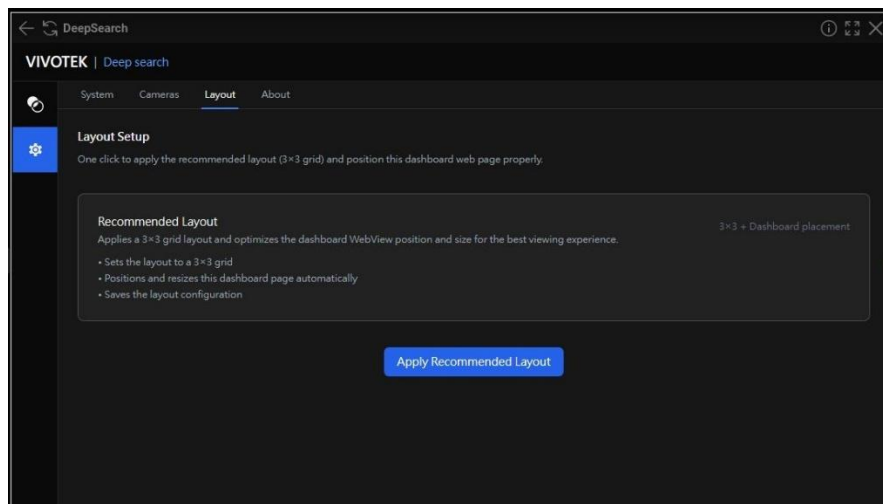 DeepSearch
VIVOTEK | Deep search
System Cameras Layout About
Layout Setup
One click to apply the recommended layout (3×3 grid) and position this dashboard web page properly.
Recommended Layout
3×3 + Dashboard placement
Applies a 3×3 grid layout and optimizes the dashboard WebView position and size for the best viewing experience.
• Sets the layout to a 3×3 grid
• Positions and resizes this dashboard page automatically
• Saves the layout configuration
Apply Recommended Layout